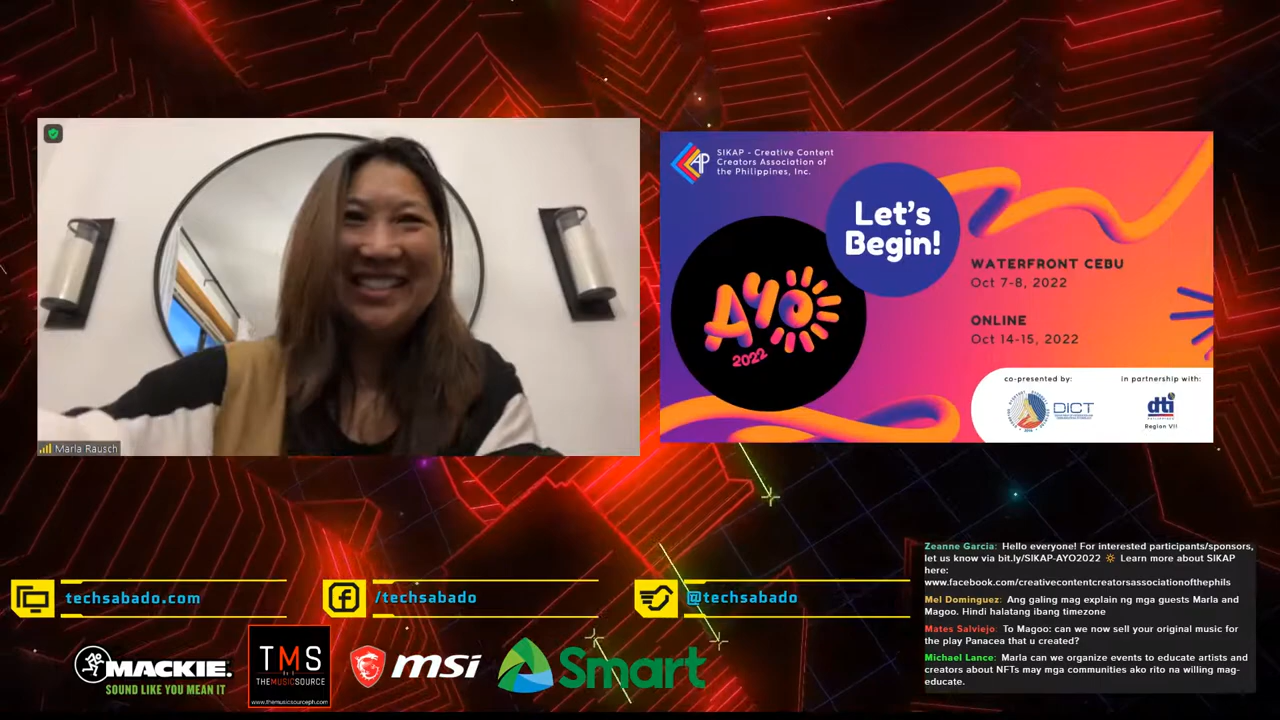 Marla Rausch
SIKAP - Creative Content
Creators Association of
the Philippines, Inc.
Let's
Begin!
AYO
2022
WATERFRONT CEBU
Oct 7-8, 2022
ONLINE
Oct 14-15, 2022
co-presented by:
in partnership with:
DICT
dti
PHILIPPINES
Region VII
Zeanne Garcia: Hello everyone! For interested participants/sponsors,
let us know via bit.ly/SIKAP-AYO2022 🔆 Learn more about SIKAP
here:
www.facebook.com/creativecontentcreatorsassociationofthephils
Mel Dominguez: Ang galing mag explain ng mga guests Marla and
Magoo. Hindi halatang ibang timezone
Mates Salviejo: To Magoo: can we now sell your original music for
the play Panacea that u created?
Michael Lance: Marla can we organize events to educate artists and
creators about NFTs may mga communities ako rito na willing mag-
educate.
techsabado.com
/techsabado
@techsabado
MACKIE.
SOUND LIKE YOU MEAN IT
TMS
THEMUSICSOURCE
www.themusicsourceph.com
msi
Smart